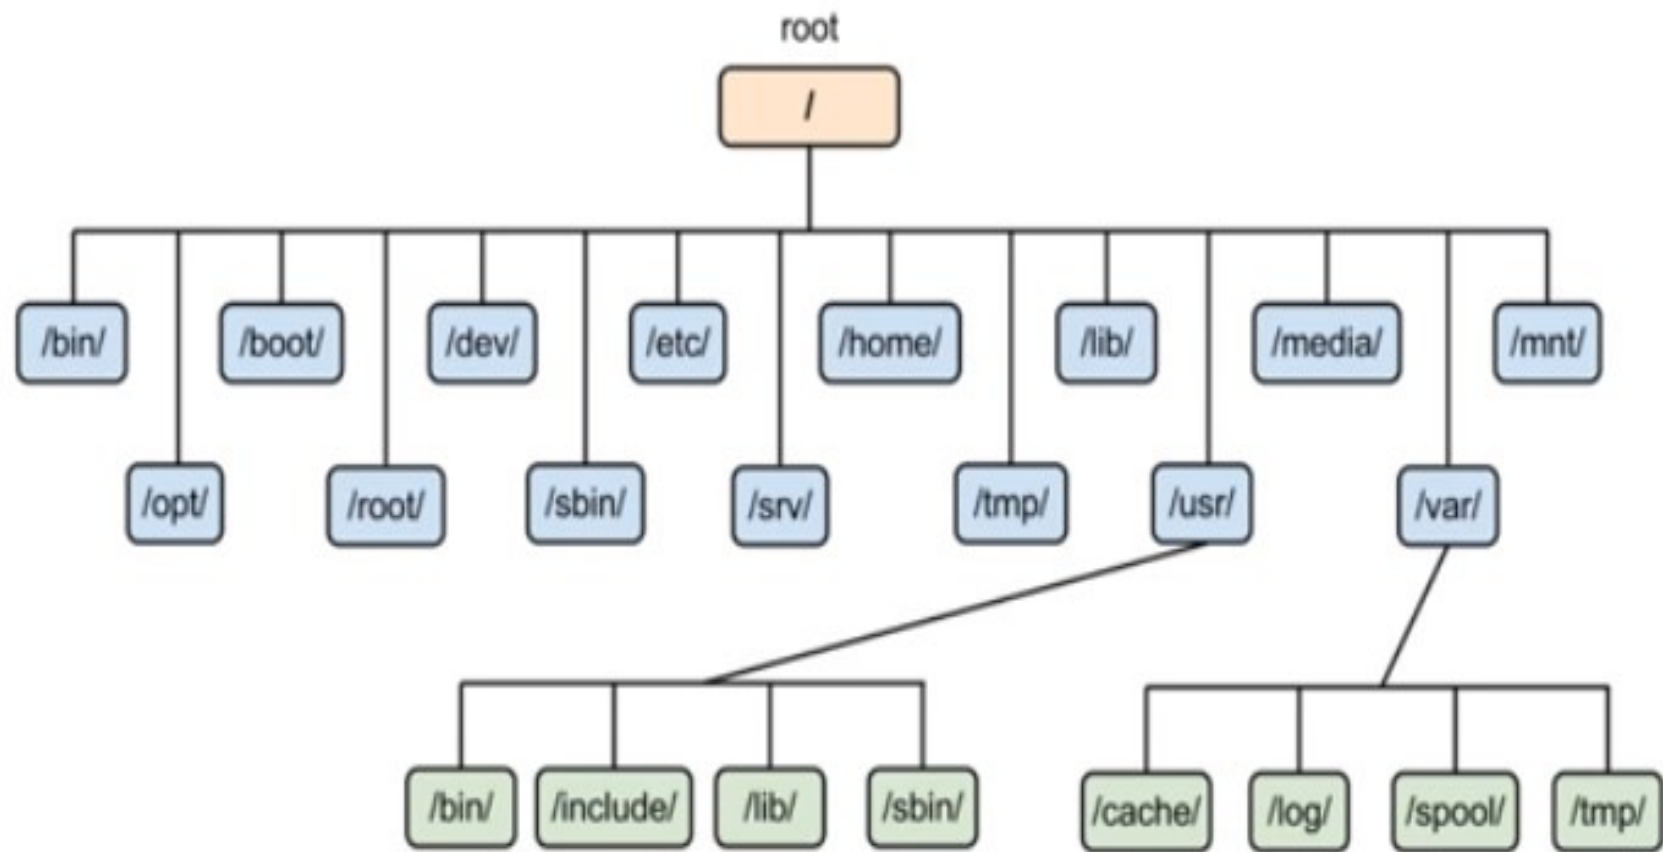 root
/
/bin/ /boot/ /dev/ /etc/ /home/ /lib/ /media/ /mnt/
/opt/ /root/ /sbin/ /srv/ /tmp/ /usr/ /var/
/bin/ /include/ /lib/ /sbin/ /cache/ /log/ /spool/ /tmp/